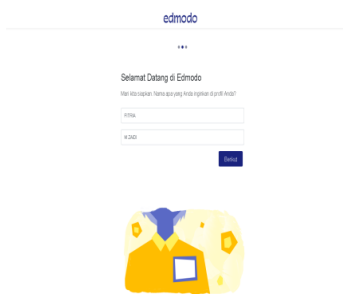 edmodo
Selamat Datang di Edmodo
Mari kita siapkan. Nama apa yang Anda inginkan di profil Anda?
Berikut